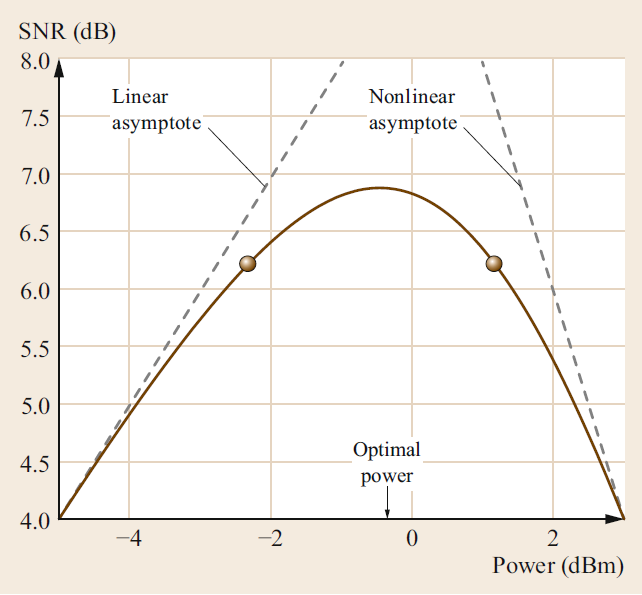 SNR (dB)
8.0
Linear
asymptote
Nonlinear
asymptote
7.5
7.0
6.5
6.0
5.5
5.0
Optimal
power
4.5
4.0
−4
−2
0
2
Power (dBm)